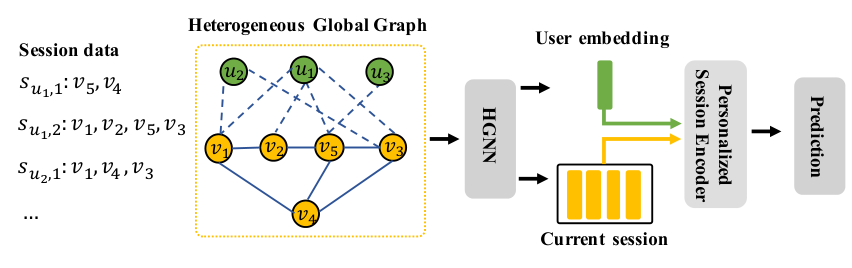 Heterogeneous Global Graph
Session data
s_{u_1,1}: v_5, v_4
s_{u_1,2}: v_1, v_2, v_5, v_3
s_{u_2,1}: v_1, v_4, v_3
...
u_2 u_1 u_3
v_1 v_2 v_5 v_3
v_4
HGNN
User embedding
Current session
Personalized
Session Encoder
Prediction